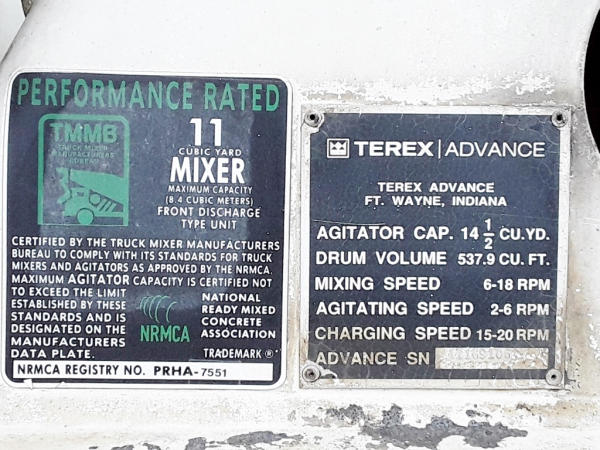 PERFORMANCE RATED
TMMB
TRUCK MIXER
MANUFACTURERS
BUREAU
11
CUBIC YARD
MIXER
MAXIMUM CAPACITY
(8.4 CUBIC METERS)
FRONT DISCHARGE
TYPE UNIT
CERTIFIED BY THE TRUCK MIXER MANUFACTURERS
BUREAU TO COMPLY WITH ITS STANDARDS FOR TRUCK
MIXERS AND AGITATORS AS APPROVED BY THE NRMCA.
MAXIMUM AGITATOR CAPACITY IS CERTIFIED NOT
TO EXCEED THE LIMIT
ESTABLISHED BY THESE
STANDARDS AND IS
DESIGNATED ON THE
MANUFACTURERS
DATA PLATE.
NRMCA
NATIONAL
READY MIXED
CONCRETE
ASSOCIATION
TRADEMARK ®
NRMCA REGISTRY NO. PRHA-7551
TEREX | ADVANCE
TEREX ADVANCE
FT. WAYNE, INDIANA
AGITATOR CAP. 14 1/2 CU.YD.
DRUM VOLUME 537.9 CU. FT.
MIXING SPEED 6-18 RPM
AGITATING SPEED 2-6 RPM
CHARGING SPEED 15-20 RPM
ADVANCE SN